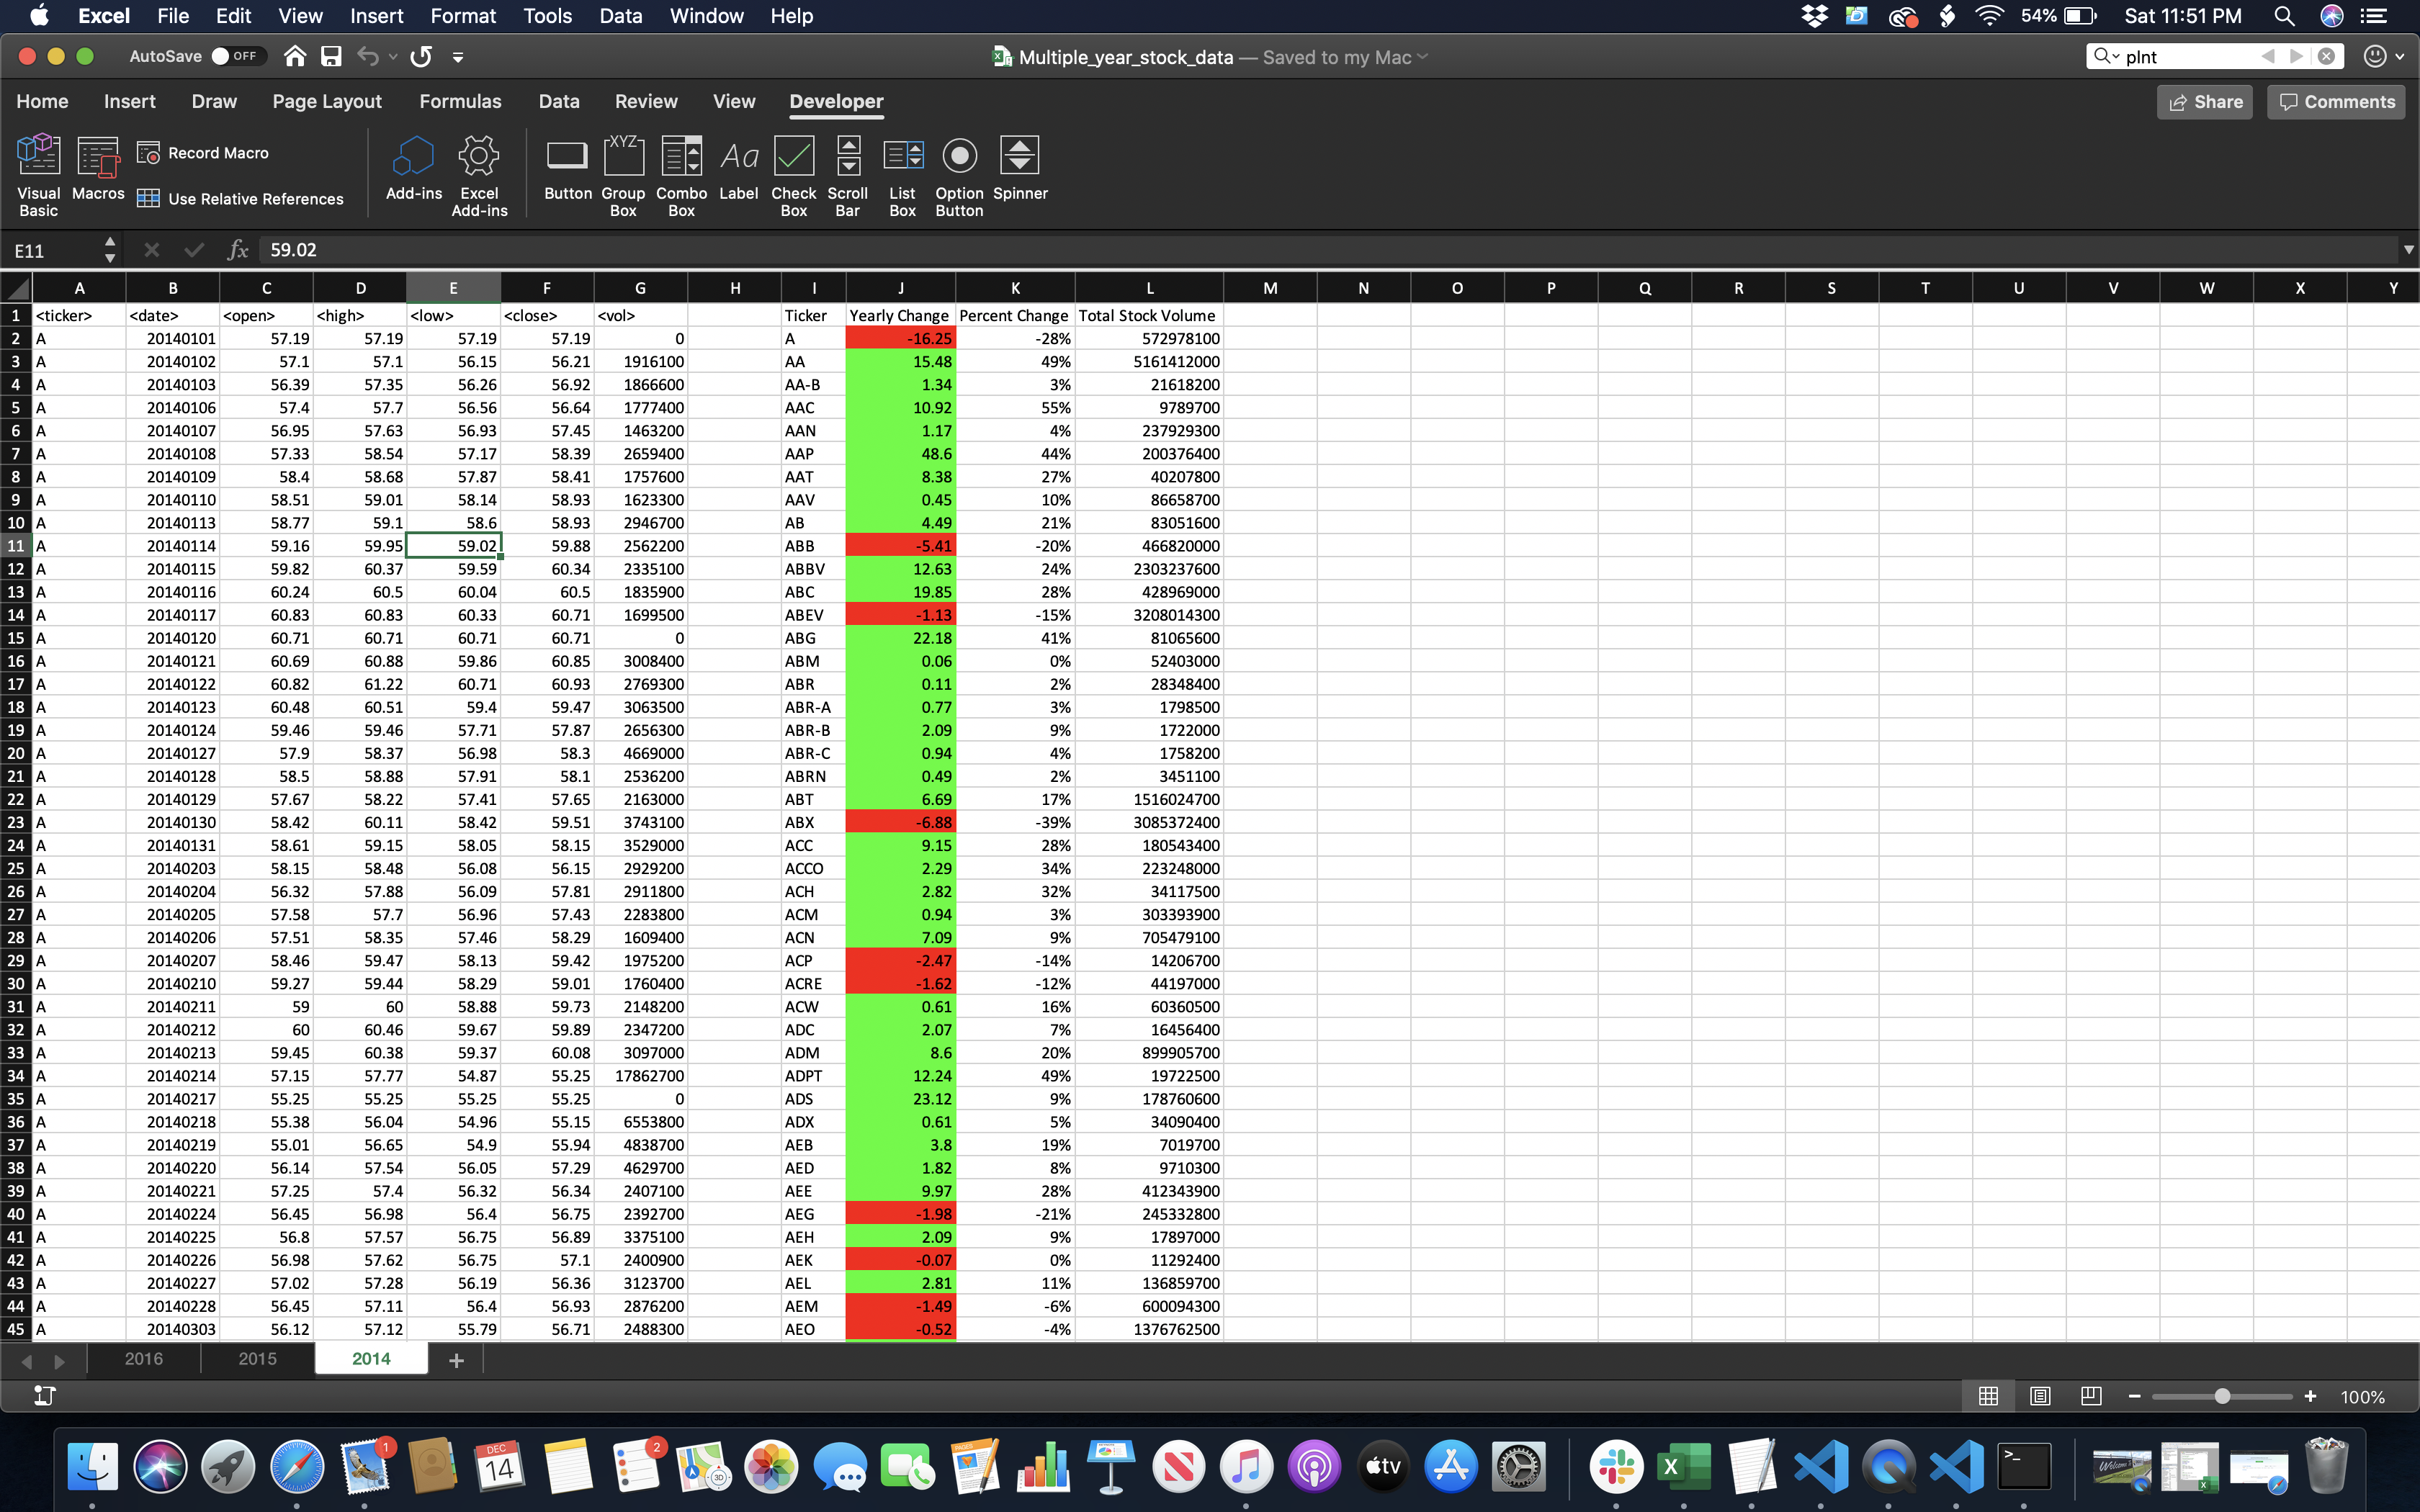 Excel File Edit View Insert Format Tools Data Window Help 54% Sat 11:51 PM
AutoSave OFF Multiple_year_stock_data — Saved to my Mac plnt
Home Insert Draw Page Layout Formulas Data Review View Developer Share Comments
Visual Basic Macros Record Macro Use Relative References Add-ins Excel Add-ins Button XYZ Group Box Combo Box Aa Label Check Box Scroll Bar List Box Option Button Spinner
E11 fx 59.02
A B C D E F G H I J K L M N O P Q R S T U V W X Y
1 <ticker> <date> <open> <high> <low> <close> <vol> Ticker Yearly Change Percent Change Total Stock Volume
2 A 20140101 57.19 57.19 57.19 57.19 0 A -16.25 -28% 572978100
3 A 20140102 57.1 57.1 56.15 56.21 1916100 AA 15.48 49% 5161412000
4 A 20140103 56.39 57.35 56.26 56.92 1866600 AA-B 1.34 3% 21618200
5 A 20140106 57.4 57.7 56.56 56.64 1777400 AAC 10.92 55% 9789700
6 A 20140107 56.95 57.63 56.93 57.45 1463200 AAN 1.17 4% 237929300
7 A 20140108 57.33 58.54 57.17 58.39 2659400 AAP 48.6 44% 200376400
8 A 20140109 58.4 58.68 57.87 58.41 1757600 AAT 8.38 27% 40207800
9 A 20140110 58.51 59.01 58.14 58.93 1623300 AAV 0.45 10% 86658700
10 A 20140113 58.77 59.1 58.6 58.93 2946700 AB 4.49 21% 83051600
11 A 20140114 59.16 59.95 59.02 59.88 2562200 ABB -5.41 -20% 466820000
12 A 20140115 59.82 60.37 59.59 60.34 2335100 ABBV 12.63 24% 2303237600
13 A 20140116 60.24 60.5 60.04 60.5 1835900 ABC 19.85 28% 428969000
14 A 20140117 60.83 60.83 60.33 60.71 1699500 ABEV -1.13 -15% 3208014300
15 A 20140120 60.71 60.71 60.71 60.71 0 ABG 22.18 41% 81065600
16 A 20140121 60.69 60.88 59.86 60.85 3008400 ABM 0.06 0% 52403000
17 A 20140122 60.82 61.22 60.71 60.93 2769300 ABR 0.11 2% 28348400
18 A 20140123 60.48 60.51 59.4 59.47 3063500 ABR-A 0.77 3% 1798500
19 A 20140124 59.46 59.46 57.71 57.87 2656300 ABR-B 2.09 9% 1722000
20 A 20140127 57.9 58.37 56.98 58.3 4669000 ABR-C 0.94 4% 1758200
21 A 20140128 58.5 58.88 57.91 58.1 2536200 ABRN 0.49 2% 3451100
22 A 20140129 57.67 58.22 57.41 57.65 2163000 ABT 6.69 17% 1516024700
23 A 20140130 58.42 60.11 58.42 59.51 3743100 ABX -6.88 -39% 3085372400
24 A 20140131 58.61 59.15 58.05 58.15 3529000 ACC 9.15 28% 180543400
25 A 20140203 58.15 58.48 56.08 56.15 2929200 ACCO 2.29 34% 223248000
26 A 20140204 56.32 57.88 56.09 57.81 2911800 ACH 2.82 32% 34117500
27 A 20140205 57.58 57.7 56.96 57.43 2283800 ACM 0.94 3% 303393900
28 A 20140206 57.51 58.35 57.46 58.29 1609400 ACN 7.09 9% 705479100
29 A 20140207 58.46 59.47 58.13 59.42 1975200 ACP -2.47 -14% 14206700
30 A 20140210 59.27 59.44 58.29 59.01 1760400 ACRE -1.62 -12% 44197000
31 A 20140211 59 60 58.88 59.73 2148200 ACW 0.61 16% 60360500
32 A 20140212 60 60.46 59.67 59.89 2347200 ADC 2.07 7% 16456400
33 A 20140213 59.45 60.38 59.37 60.08 3097000 ADM 8.6 20% 899905700
34 A 20140214 57.15 57.77 54.87 55.25 17862700 ADPT 12.24 49% 19722500
35 A 20140217 55.25 55.25 55.25 55.25 0 ADS 23.12 9% 178760600
36 A 20140218 55.38 56.04 54.96 55.15 6553800 ADX 0.61 5% 34090400
37 A 20140219 55.01 56.65 54.9 55.94 4838700 AEB 3.8 19% 7019700
38 A 20140220 56.14 57.54 56.05 57.29 4629700 AED 1.82 8% 9710300
39 A 20140221 57.25 57.4 56.32 56.34 2407100 AEE 9.97 28% 412343900
40 A 20140224 56.45 56.98 56.4 56.75 2392700 AEG -1.98 -21% 245332800
41 A 20140225 56.8 57.57 56.75 56.89 3375100 AEH 2.09 9% 17897000
42 A 20140226 56.98 57.62 56.75 57.1 2400900 AEK -0.07 0% 11292400
43 A 20140227 57.02 57.28 56.19 56.36 3123700 AEL 2.81 11% 136859700
44 A 20140228 56.45 57.11 56.4 56.93 2876200 AEM -1.49 -6% 600094300
45 A 20140303 56.12 57.12 55.79 56.71 2488300 AEO -0.52 -4% 1376762500
2016 2015 2014 +
100%
1 DEC 14 2 3D PAGES tv X >_ Welcome